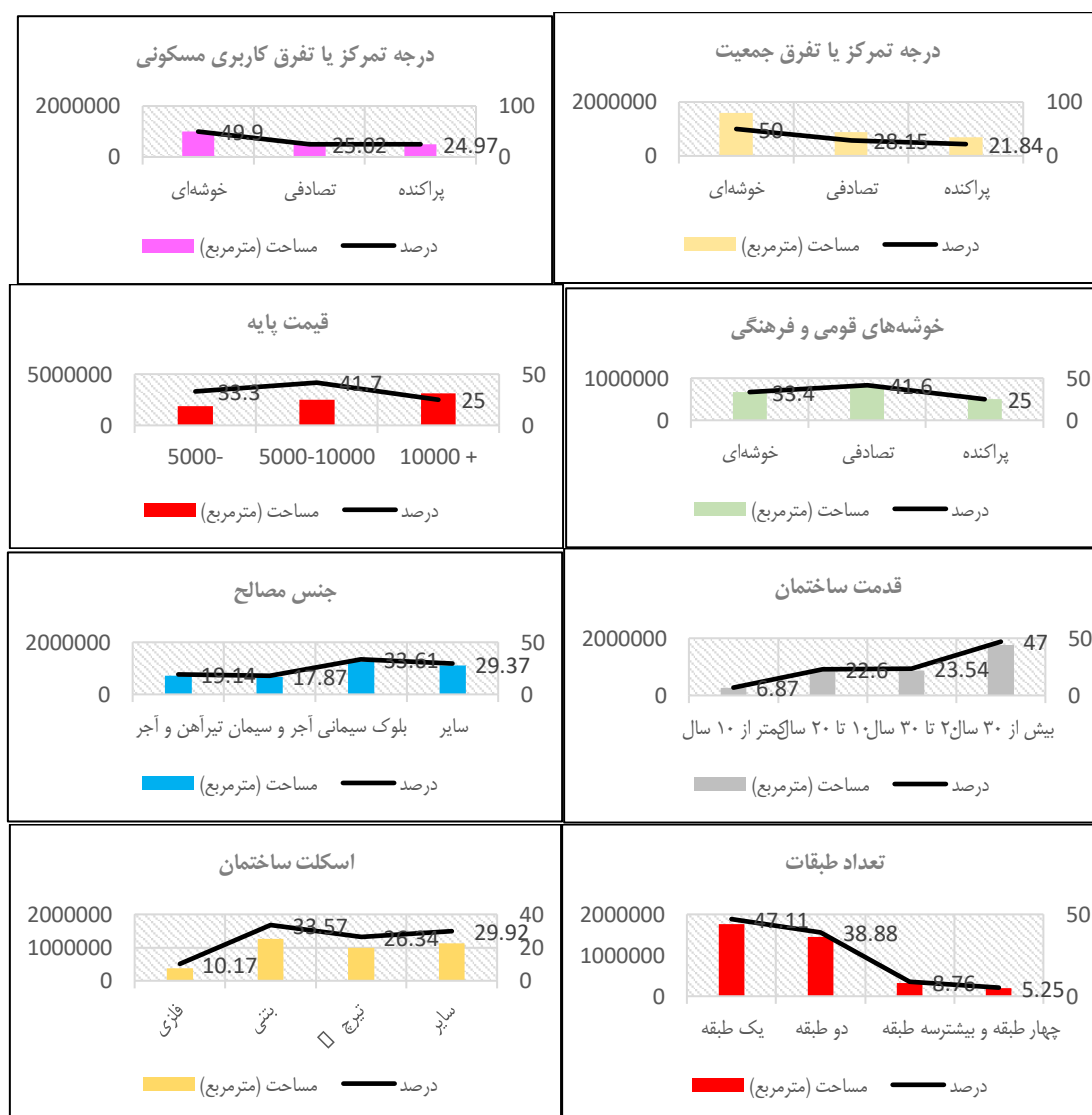 درجه تمرکز یا تفرق جمعیت
2000000
0
100
0
50
28.15
21.84
خوشه‌ای
تصادفی
پراکنده
مساحت (مترمربع)
درصد
درجه تمرکز یا تفرق کاربری مسکونی
2000000
0
100
0
49.9
25.02
24.97
خوشه‌ای
تصادفی
پراکنده
مساحت (مترمربع)
درصد
خوشه‌های قومی و فرهنگی
1000000
0
50
0
33.4
41.6
25
خوشه‌ای
تصادفی
پراکنده
مساحت (مترمربع)
درصد
قیمت پایه
5000000
0
50
0
33.3
41.7
25
5000-
5000-10000
10000 +
مساحت (مترمربع)
درصد
قدمت ساختمان
2000000
0
50
0
6.87
22.6
23.54
47
کمتر از ۱۰ سال
۱۰ تا ۲۰ سال
۲۰ تا ۳۰ سال
بیش از ۳۰ سال
مساحت (مترمربع)
درصد
جنس مصالح
2000000
0
50
0
19.14
17.87
33.61
29.37
تیرآهن و آجر
آجر و سیمان
بلوک سیمانی
سایر
مساحت (مترمربع)
درصد
تعداد طبقات
2000000
1000000
0
50
0
47.11
38.88
8.76
5.25
یک طبقه
دو طبقه
سه طبقه
چهار طبقه و بیشتر
مساحت (مترمربع)
درصد
اسکلت ساختمان
2000000
1000000
0
40
20
0
10.17
33.57
26.34
29.92
فلزی
بتنی
تیرچ
سایر
مساحت (مترمربع)
درصد